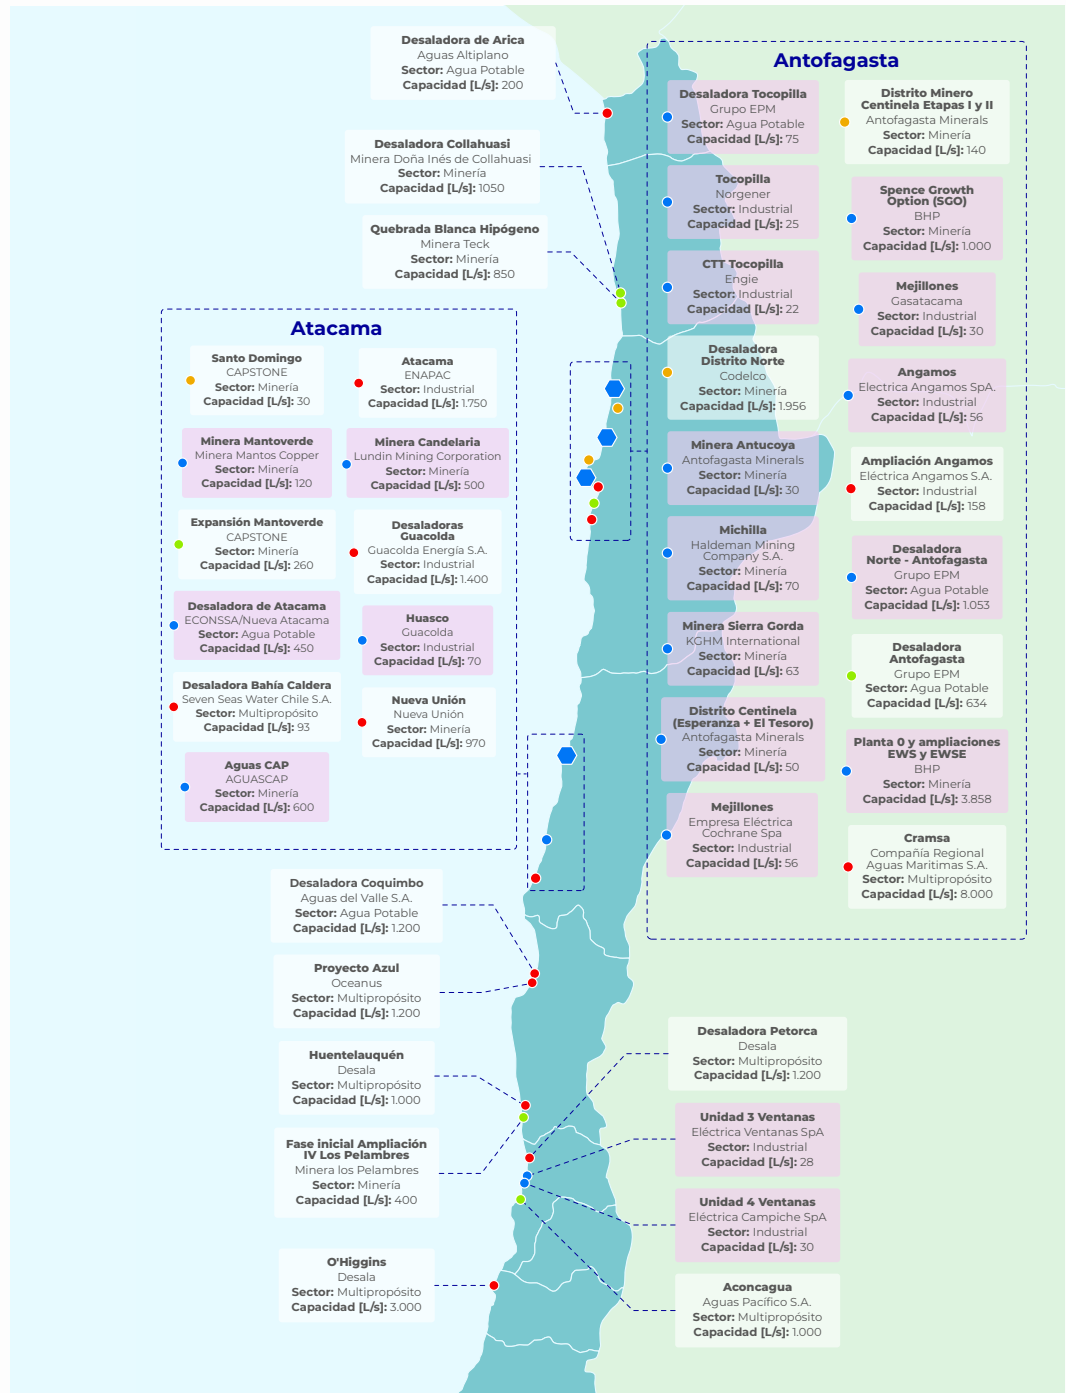 Desaladora de Arica
Aguas Altiplano
Sector: Agua Potable
Capacidad [L/s]: 200
Desaladora Collahuasi
Minera Doña Inés de Collahuasi
Sector: Minería
Capacidad [L/s]: 1050
Quebrada Blanca Hipógeno
Minera Teck
Sector: Minería
Capacidad [L/s]: 850
Atacama
Santo Domingo
CAPSTONE
Sector: Minería
Capacidad [L/s]: 30
Minera Mantoverde
Minera Mantos Copper
Sector: Minería
Capacidad [L/s]: 120
Expansión Mantoverde
CAPSTONE
Sector: Minería
Capacidad [L/s]: 260
Desaladora de Atacama
ECONSSA/Nueva Atacama
Sector: Agua Potable
Capacidad [L/s]: 450
Desaladora Bahía Caldera
Seven Seas Water Chile S.A.
Sector: Multipropósito
Capacidad [L/s]: 93
Aguas CAP
AGUASCAP
Sector: Minería
Capacidad [L/s]: 600
Atacama
ENAPAC
Sector: Industrial
Capacidad [L/s]: 1.750
Minera Candelaria
Lundin Mining Corporation
Sector: Minería
Capacidad [L/s]: 500
Desaladoras
Guacolda
Guacolda Energía S.A.
Sector: Industrial
Capacidad [L/s]: 1.400
Huasco
Guacolda
Sector: Industrial
Capacidad [L/s]: 70
Nueva Unión
Nueva Unión
Sector: Minería
Capacidad [L/s]: 970
Antofagasta
Desaladora Tocopilla
Grupo EPM
Sector: Agua Potable
Capacidad [L/s]: 75
Tocopilla
Norgener
Sector: Industrial
Capacidad [L/s]: 25
CTT Tocopilla
Engie
Sector: Industrial
Capacidad [L/s]: 22
Desaladora
Distrito Norte
Codelco
Sector: Minería
Capacidad [L/s]: 1.956
Minera Antucoya
Antofagasta Minerals
Sector: Minería
Capacidad [L/s]: 30
Michilla
Haldeman Mining
Company S.A.
Sector: Minería
Capacidad [L/s]: 70
Minera Sierra Gorda
KGHM International
Sector: Minería
Capacidad [L/s]: 63
Distrito Centinela
(Esperanza + El Tesoro)
Antofagasta Minerals
Sector: Minería
Capacidad [L/s]: 50
Mejillones
Empresa Eléctrica
Cochrane Spa
Sector: Industrial
Capacidad [L/s]: 56
Distrito Minero
Centinela Etapas I y II
Antofagasta Minerals
Sector: Minería
Capacidad [L/s]: 140
Spence Growth
Option (SGO)
BHP
Sector: Minería
Capacidad [L/s]: 1.000
Mejillones
Gasatacama
Sector: Industrial
Capacidad [L/s]: 30
Angamos
Electrica Angamos SpA.
Sector: Industrial
Capacidad [L/s]: 56
Ampliación Angamos
Eléctrica Angamos S.A.
Sector: Industrial
Capacidad [L/s]: 158
Desaladora
Norte - Antofagasta
Grupo EPM
Sector: Agua Potable
Capacidad [L/s]: 1.053
Desaladora
Antofagasta
Grupo EPM
Sector: Agua Potable
Capacidad [L/s]: 634
Planta 0 y ampliaciones
EWS y EWSE
BHP
Sector: Minería
Capacidad [L/s]: 3.858
Cramsa
Compañía Regional
Aguas Maritimas S.A.
Sector: Multipropósito
Capacidad [L/s]: 8.000
Desaladora Coquimbo
Aguas del Valle S.A.
Sector: Agua Potable
Capacidad [L/s]: 1.200
Proyecto Azul
Oceanus
Sector: Multipropósito
Capacidad [L/s]: 1.200
Huentelauquén
Desala
Sector: Multipropósito
Capacidad [L/s]: 1.000
Fase inicial Ampliación
IV Los Pelambres
Minera los Pelambres
Sector: Minería
Capacidad [L/s]: 400
O'Higgins
Desala
Sector: Multipropósito
Capacidad [L/s]: 3.000
Desaladora Petorca
Desala
Sector: Multipropósito
Capacidad [L/s]: 1.200
Unidad 3 Ventanas
Eléctrica Ventanas SpA
Sector: Industrial
Capacidad [L/s]: 28
Unidad 4 Ventanas
Eléctrica Campiche SpA
Sector: Industrial
Capacidad [L/s]: 30
Aconcagua
Aguas Pacífico S.A.
Sector: Multipropósito
Capacidad [L/s]: 1.000